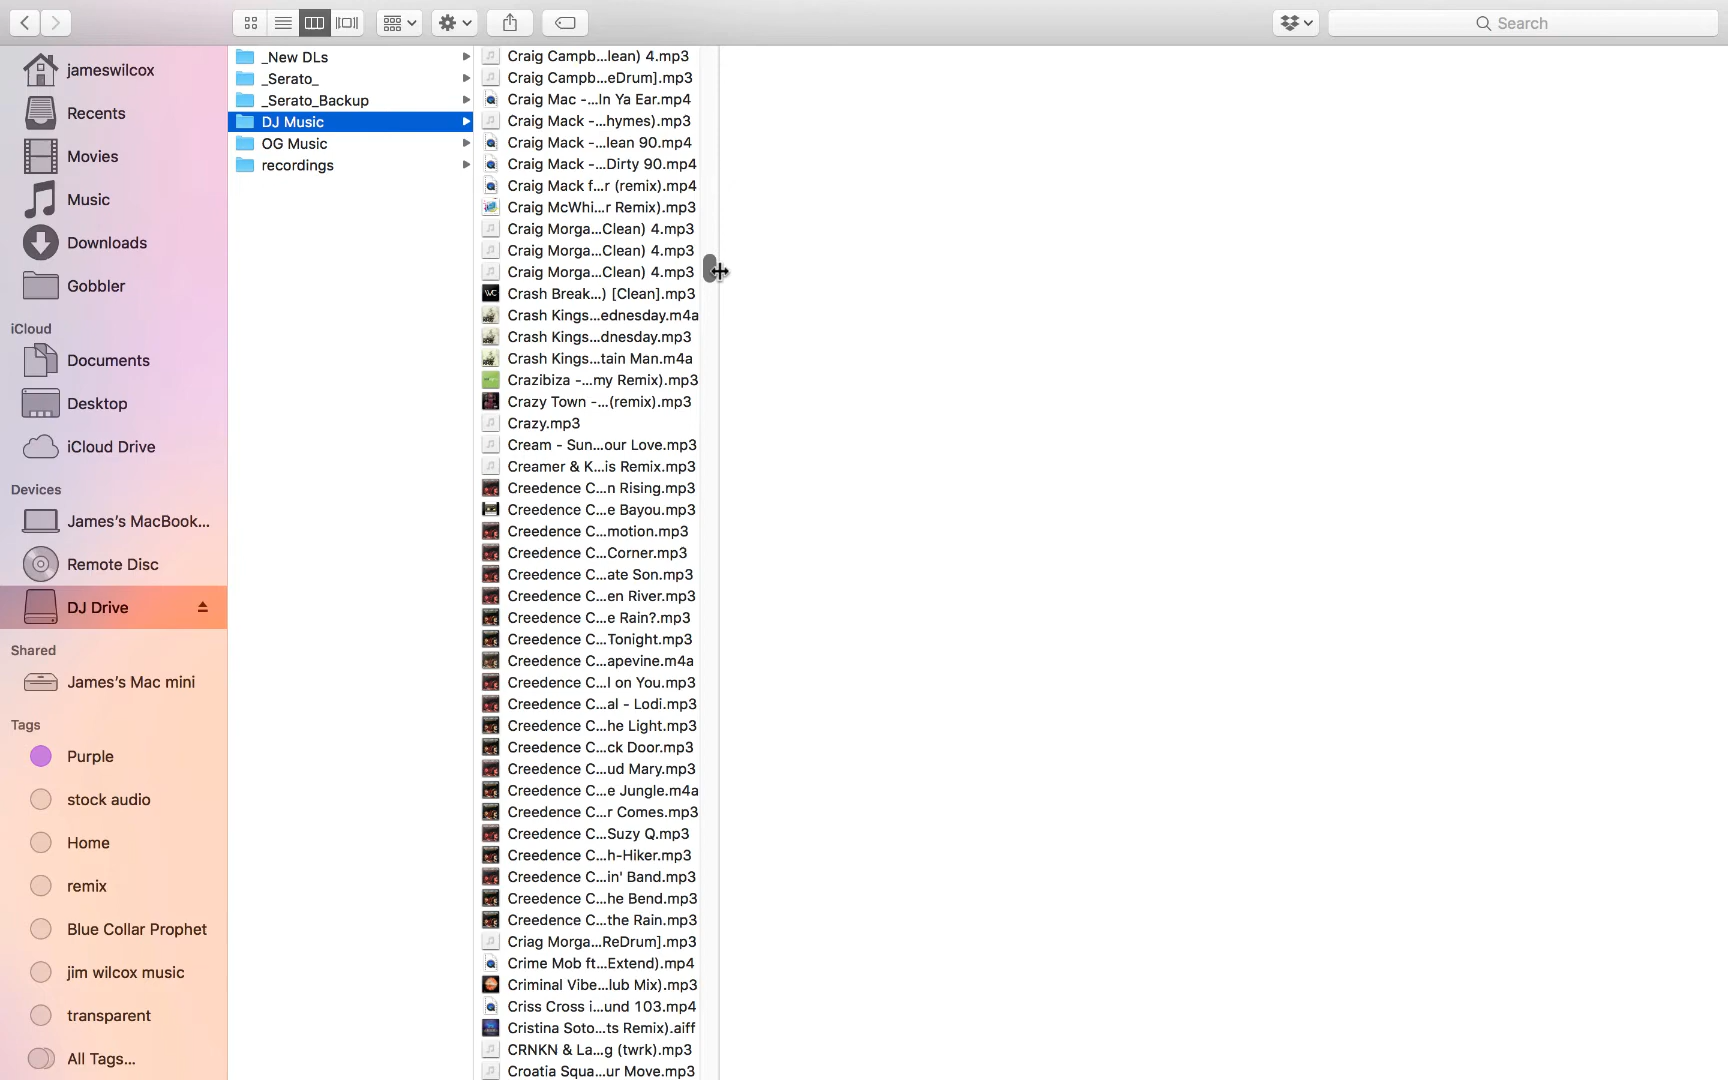 Search
jameswilcox
Recents
Movies
Music
Downloads
Gobbler
iCloud
Documents
Desktop
iCloud Drive
Devices
James's MacBook...
Remote Disc
DJ Drive
Shared
James's Mac mini
Tags
Purple
stock audio
Home
remix
Blue Collar Prophet
jim wilcox music
transparent
All Tags...
_New DLs
_Serato_
_Serato_Backup
DJ Music
OG Music
recordings
Craig Campb...lean) 4.mp3
Craig Campb...eDrum].mp3
Craig Mac -...In Ya Ear.mp4
Craig Mack -...hymes).mp3
Craig Mack -...lean 90.mp4
Craig Mack -...Dirty 90.mp4
Craig Mack f...r (remix).mp4
Craig McWhi...r Remix).mp3
Craig Morga...Clean) 4.mp3
Craig Morga...Clean) 4.mp3
Craig Morga...Clean) 4.mp3
Crash Break...) [Clean].mp3
Crash Kings...ednesday.m4a
Crash Kings...dnesday.mp3
Crash Kings...tain Man.m4a
Crazibiza -...my Remix).mp3
Crazy Town -...(remix).mp3
Crazy.mp3
Cream - Sun...our Love.mp3
Creamer & K...is Remix.mp3
Creedence C...n Rising.mp3
Creedence C...e Bayou.mp3
Creedence C...motion.mp3
Creedence C...Corner.mp3
Creedence C...ate Son.mp3
Creedence C...en River.mp3
Creedence C...e Rain?.mp3
Creedence C...Tonight.mp3
Creedence C...apevine.m4a
Creedence C...l on You.mp3
Creedence C...al - Lodi.mp3
Creedence C...he Light.mp3
Creedence C...ck Door.mp3
Creedence C...ud Mary.mp3
Creedence C...e Jungle.m4a
Creedence C...r Comes.mp3
Creedence C...Suzy Q.mp3
Creedence C...h-Hiker.mp3
Creedence C...in' Band.mp3
Creedence C...he Bend.mp3
Creedence C...the Rain.mp3
Criag Morga...ReDrum].mp3
Crime Mob ft...Extend).mp4
Criminal Vibe...lub Mix).mp3
Criss Cross i...und 103.mp4
Cristina Soto...ts Remix).aiff
CRNKN & La...g (twrk).mp3
Croatia Squa...ur Move.mp3